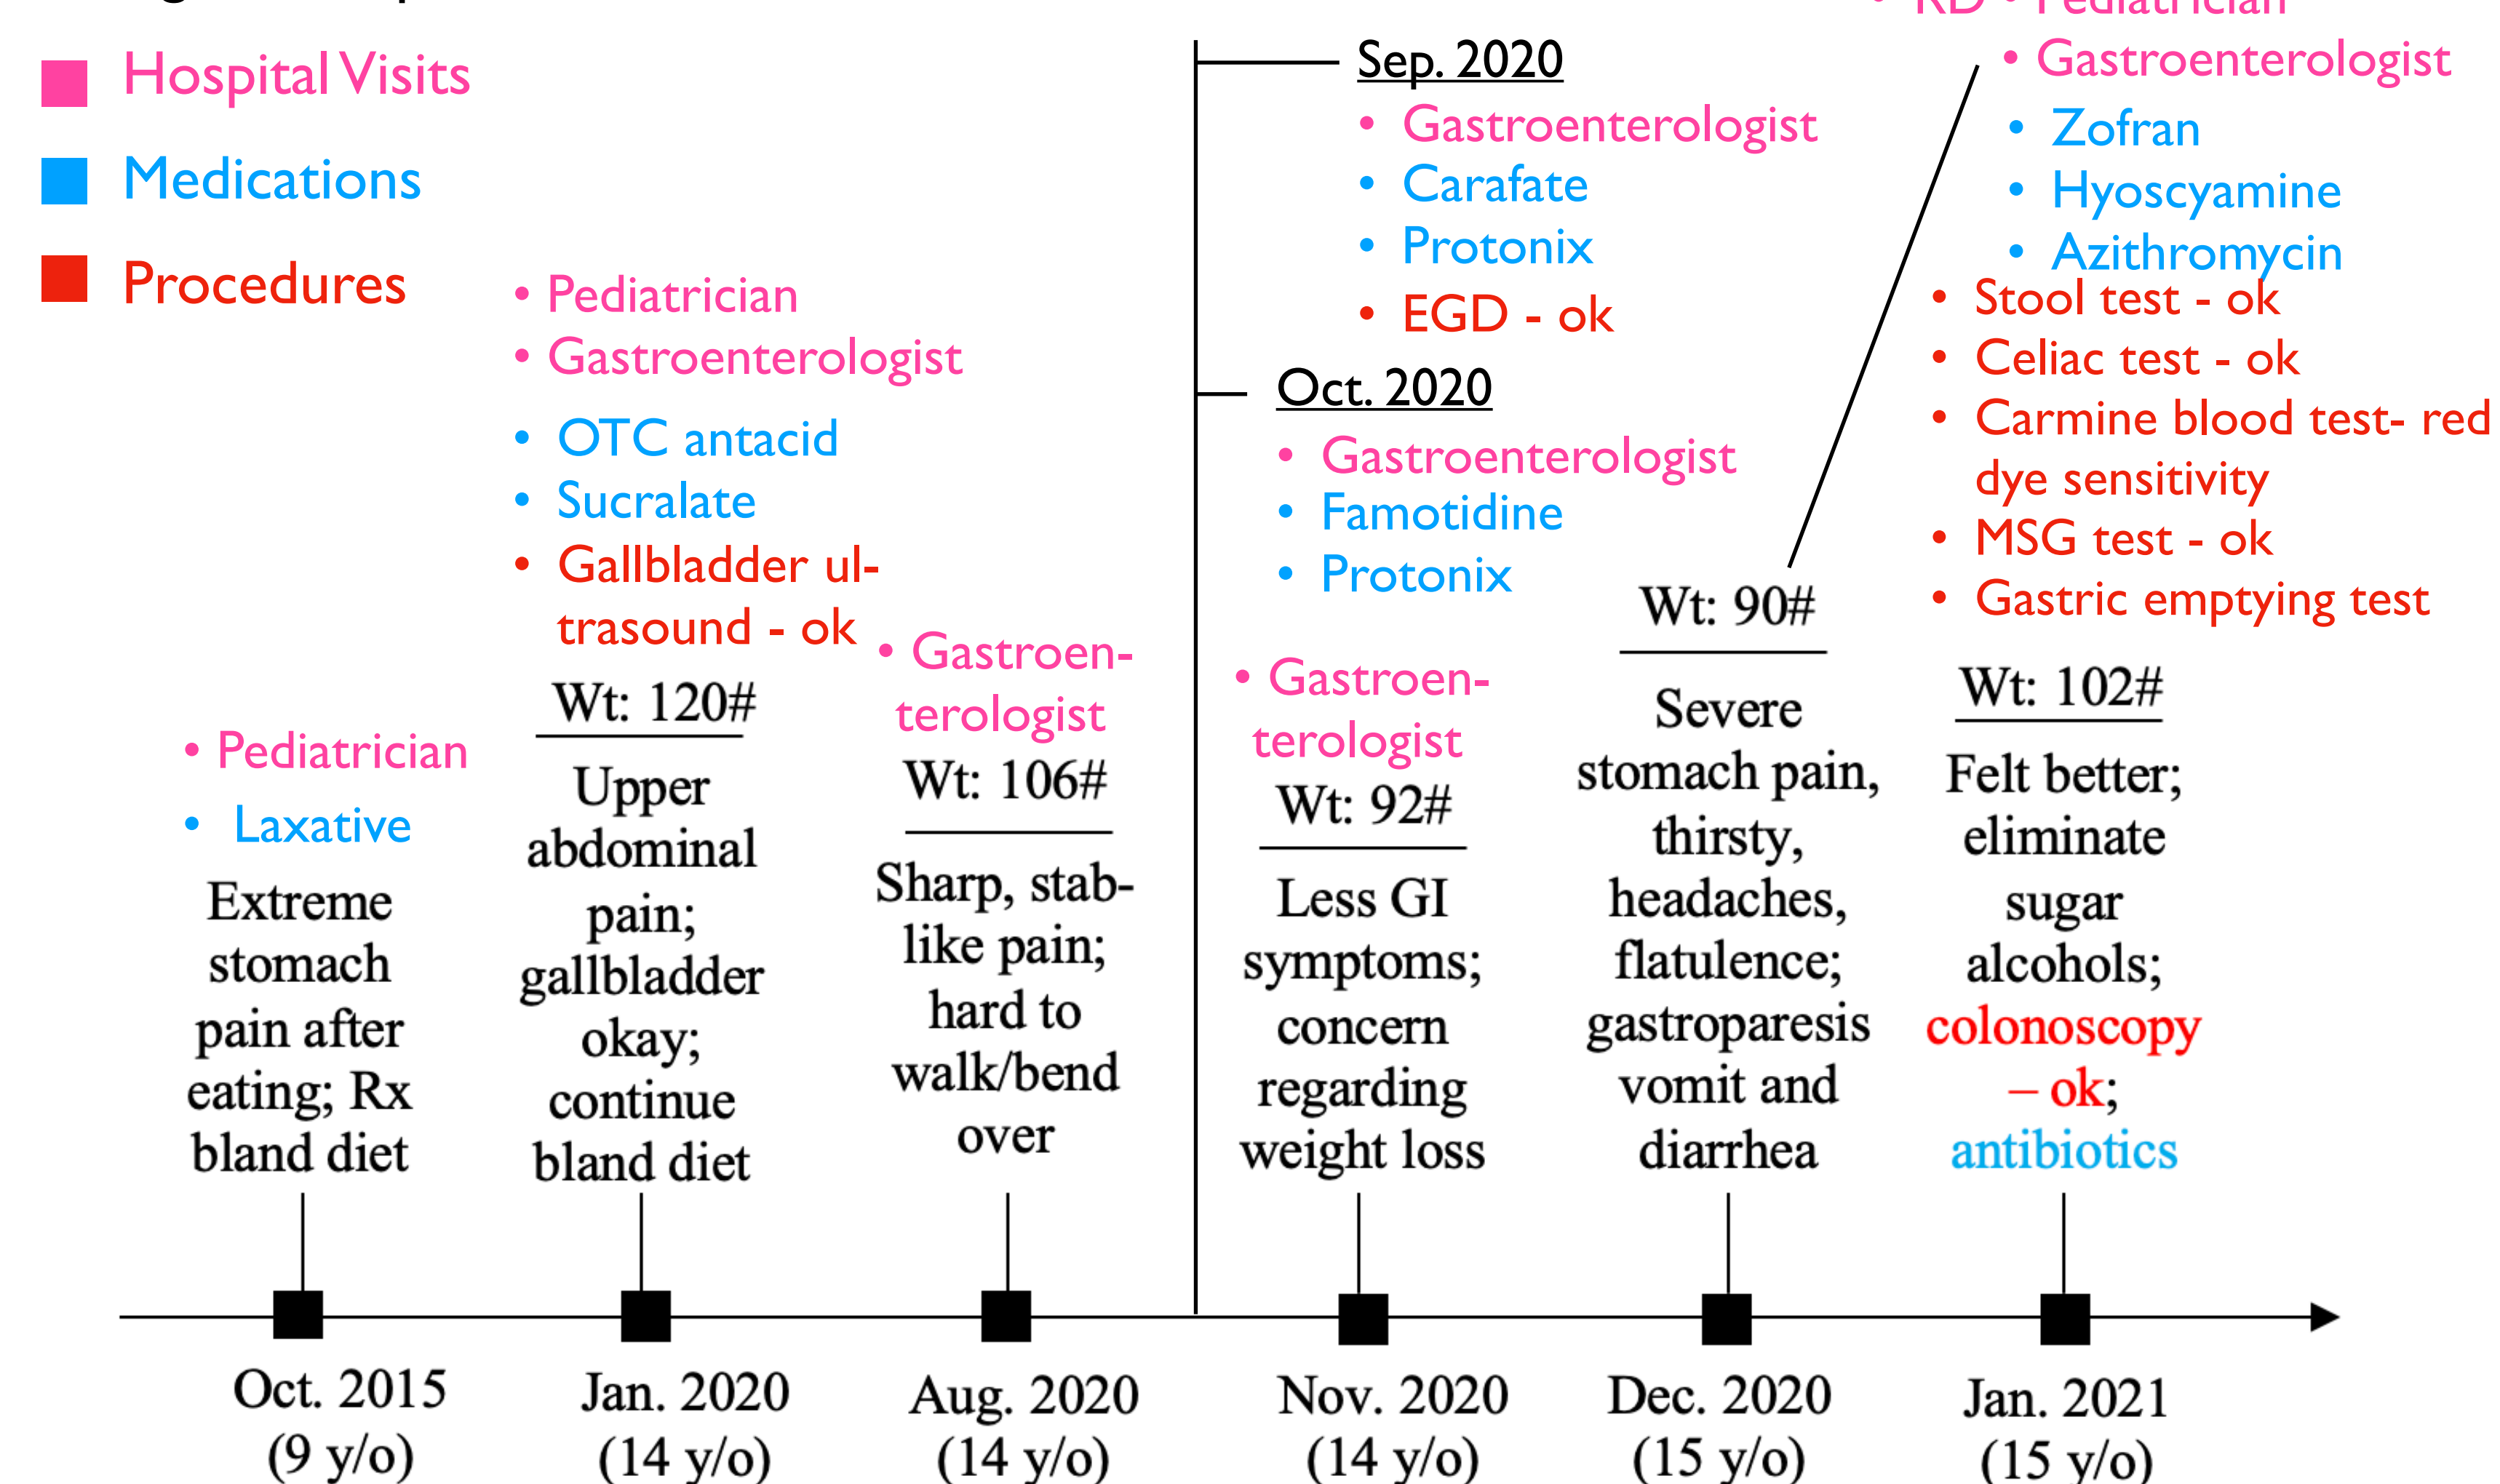 Hospital Visits
Medications
Procedures
• Pediatrician
• Laxative
Extreme
stomach
pain after
eating; Rx
bland diet
• Pediatrician
• Gastroenterologist
• OTC antacid
• Sucralate
• Gallbladder ul-
trasound - ok
Wt: 120#
Upper
abdominal
pain;
gallbladder
okay;
continue
bland diet
• Gastroen-
terologist
Wt: 106#
Sharp, stab-
like pain;
hard to
walk/bend
over
Sep. 2020
• Gastroenterologist
• Carafate
• Protonix
• EGD - ok
Oct. 2020
• Gastroenterologist
• Famotidine
• Protonix
• Gastroen-
terologist
Wt: 92#
Less GI
symptoms;
concern
regarding
weight loss
• RD • Pediatrician
• Gastroenterologist
• Zofran
• Hyoscyamine
• Azithromycin
• Stool test - ok
• Celiac test - ok
• Carmine blood test- red
dye sensitivity
• MSG test - ok
• Gastric emptying test
Wt: 90#
Severe
stomach pain,
thirsty,
headaches,
flatulence;
gastroparesis
vomit and
diarrhea
Wt: 102#
Felt better;
eliminate
sugar
alcohols;
colonoscopy
– ok;
antibiotics
Oct. 2015
(9 y/o)
Jan. 2020
(14 y/o)
Aug. 2020
(14 y/o)
Nov. 2020
(14 y/o)
Dec. 2020
(15 y/o)
Jan. 2021
(15 y/o)